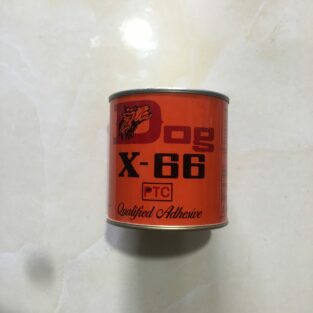 Dog
X-66
PTC
Qualified Adhesive